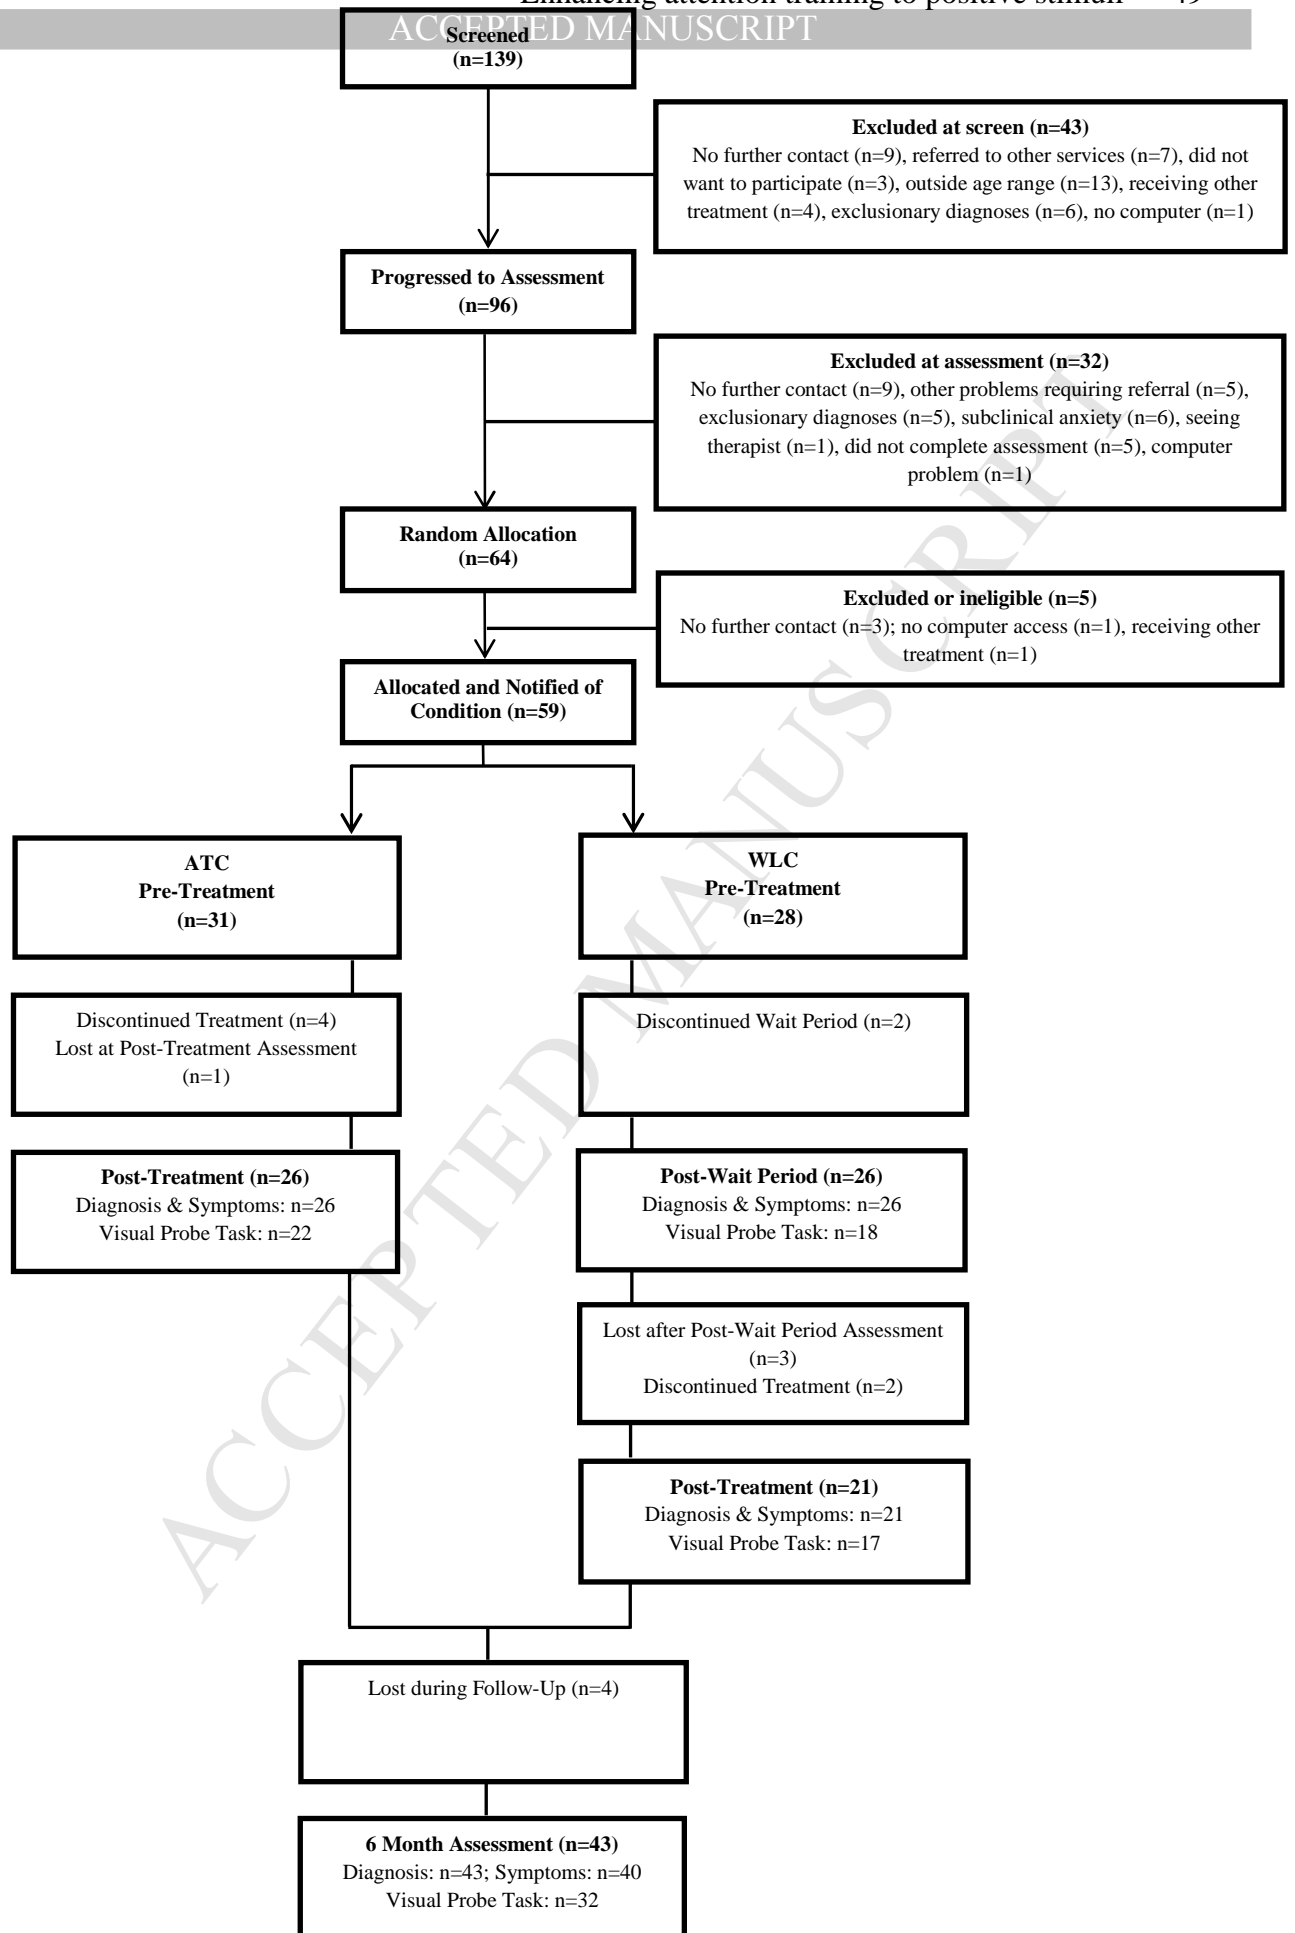 Enhancing attention training to positive stimuli 49
ACCEPTED MANUSCRIPT
Screened
(n=139)
Excluded at screen (n=43)
No further contact (n=9), referred to other services (n=7), did not
want to participate (n=3), outside age range (n=13), receiving other
treatment (n=4), exclusionary diagnoses (n=6), no computer (n=1)
Progressed to Assessment
(n=96)
Excluded at assessment (n=32)
No further contact (n=9), other problems requiring referral (n=5),
exclusionary diagnoses (n=5), subclinical anxiety (n=6), seeing
therapist (n=1), did not complete assessment (n=5), computer
problem (n=1)
Random Allocation
(n=64)
Excluded or ineligible (n=5)
No further contact (n=3); no computer access (n=1), receiving other
treatment (n=1)
Allocated and Notified of
Condition (n=59)
ATC
Pre-Treatment
(n=31)
WLC
Pre-Treatment
(n=28)
Discontinued Treatment (n=4)
Lost at Post-Treatment Assessment
(n=1)
Discontinued Wait Period (n=2)
Post-Treatment (n=26)
Diagnosis & Symptoms: n=26
Visual Probe Task: n=22
Post-Wait Period (n=26)
Diagnosis & Symptoms: n=26
Visual Probe Task: n=18
Lost after Post-Wait Period Assessment
(n=3)
Discontinued Treatment (n=2)
Post-Treatment (n=21)
Diagnosis & Symptoms: n=21
Visual Probe Task: n=17
Lost during Follow-Up (n=4)
6 Month Assessment (n=43)
Diagnosis: n=43; Symptoms: n=40
Visual Probe Task: n=32
ACCEPTED MANUSCRIPT